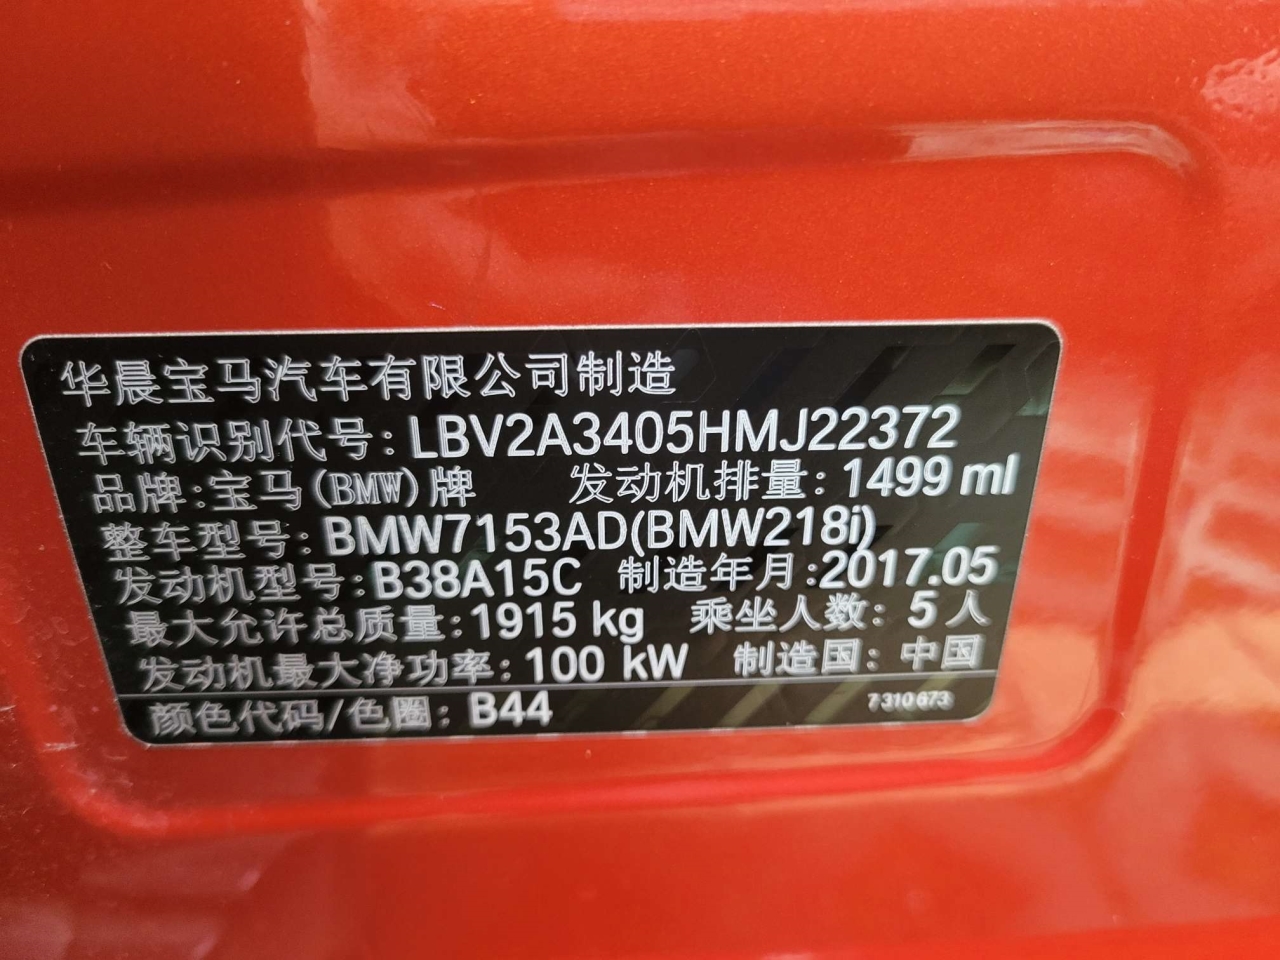 华晨宝马汽车有限公司制造
车辆识别代号: LBV2A3405HMJ22372
品牌: 宝马(BMW)牌 发动机排量: 1499 ml
整车型号: BMW7153AD(BMW218i)
发动机型号: B38A15C 制造年月: 2017.05
最大允许总质量: 1915 kg 乘坐人数: 5 人
发动机最大净功率: 100 kW 制造国: 中国
颜色代码/色圈: B44 7310673